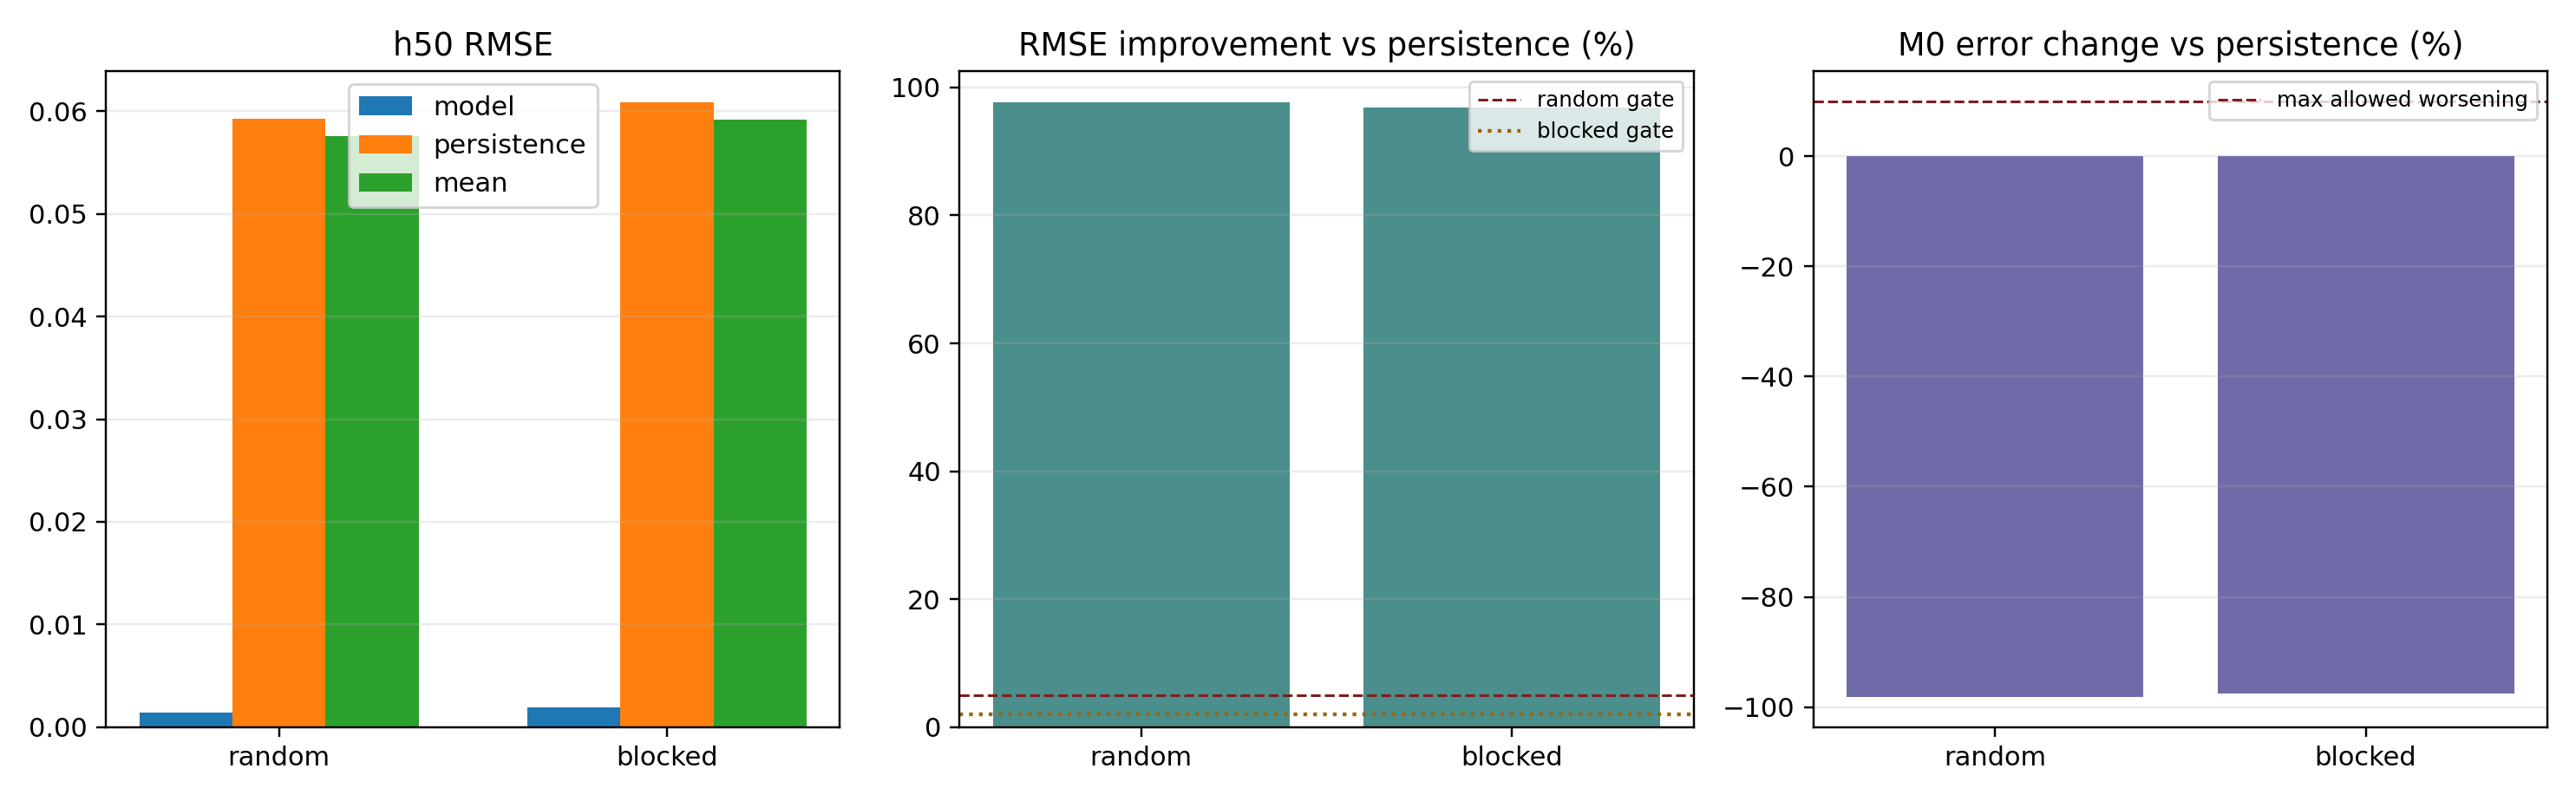 h50 RMSE
model
persistence
mean
0.06
0.05
0.04
0.03
0.02
0.01
0.00
random
blocked
RMSE improvement vs persistence (%)
random gate
blocked gate
100
80
60
40
20
0
random
blocked
M0 error change vs persistence (%)
max allowed worsening
0
−20
−40
−60
−80
−100
random
blocked